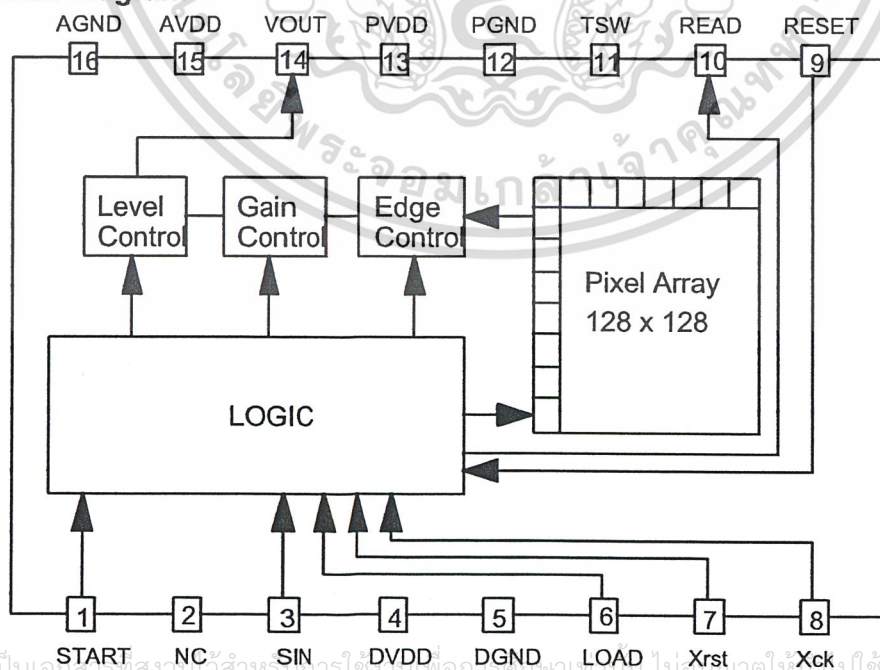 AGND AVDD VOUT PVDD PGND TSW READ RESET
16 15 14 13 12 11 10 9
Level Control
Gain Control
Edge Control
Pixel Array
128 x 128
LOGIC
1 2 3 4 5 6 7 8
START NC SIN DVDD DGND LOAD Xrst Xck